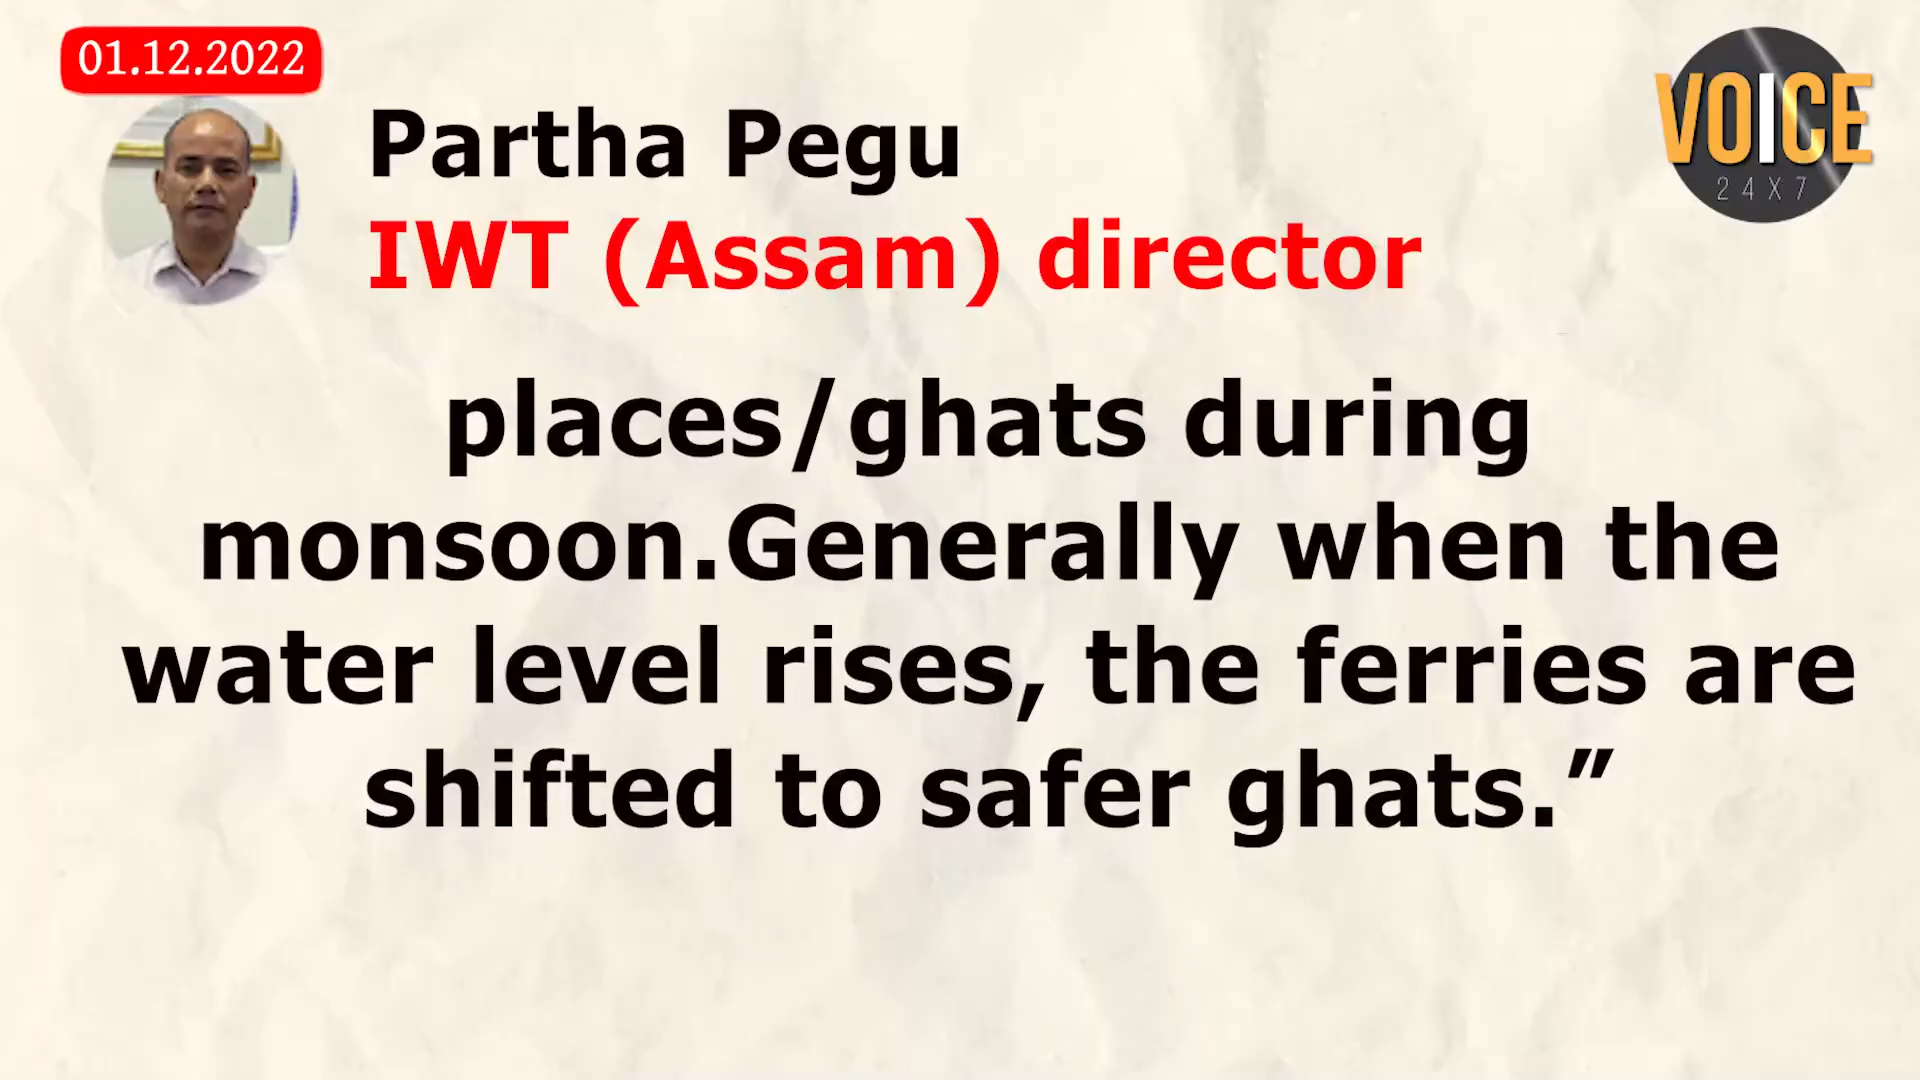 01.12.2022
VOICE
24X7
Partha Pegu
IWT (Assam) director
places/ghats during
monsoon.Generally when the
water level rises, the ferries are
shifted to safer ghats.”